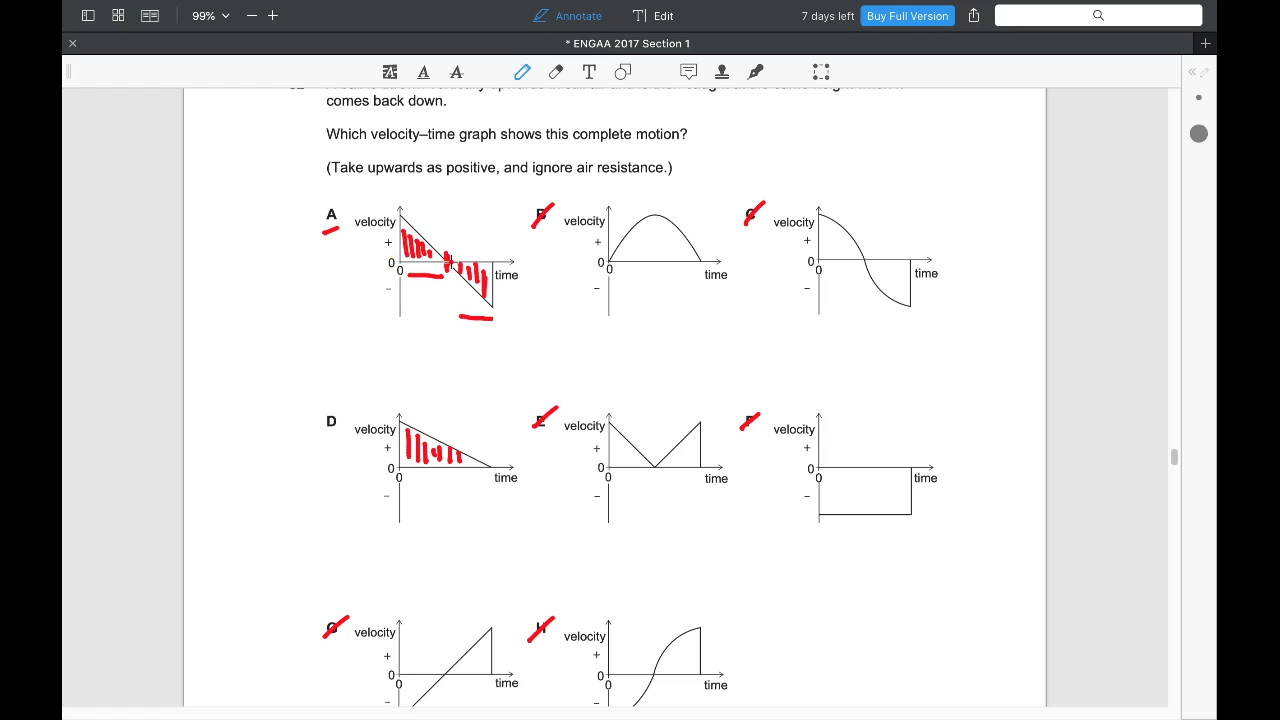 99%
Annotate
Edit
7 days left
Buy Full Version
* ENGAA 2017 Section 1
comes back down.
Which velocity–time graph shows this complete motion?
(Take upwards as positive, and ignore air resistance.)
A velocity + 0 0 − time
B velocity + 0 0 − time
C velocity + 0 0 − time
D velocity + 0 0 − time
E velocity + 0 0 − time
F velocity + 0 0 − time
G velocity + 0 0 − time
H velocity + 0 0 − time